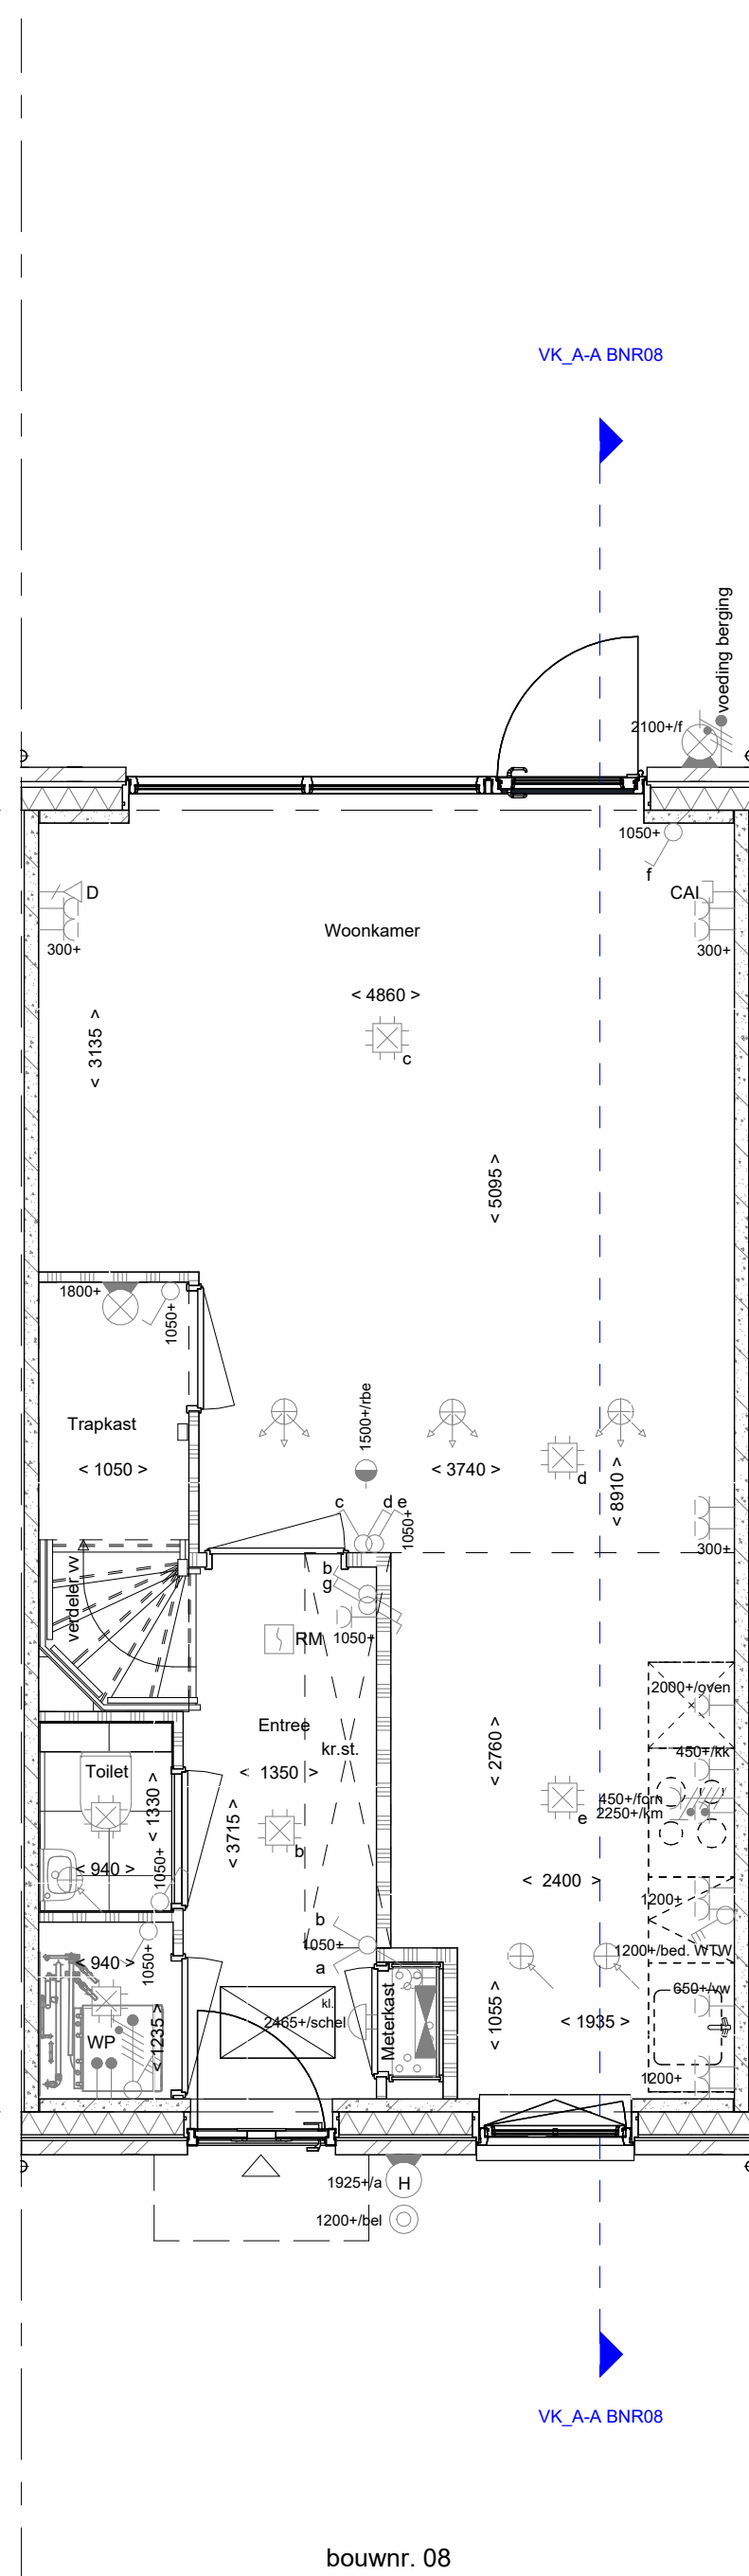 VK_A-A BNR08
voeding berging
2100+/f
1050+
f
D
CAI
300+
300+
Woonkamer
< 4860 >
c
< 3135 >
< 5095 >
1800+
1050+
Trapkast
< 1050 >
1500+/rbe
< 3740 >
d
< 8910 >
c
d e
1050+
300+
verdeler vv
b
g
1050+
RM
2000+/oven
Entree
kr.st.
< 2760 >
450+/kk
Toilet
< 1350 >
< 1330 >
< 3715 >
b
e
450+/forn
2250+/km
< 940 >
1050+
< 2400 >
1200+
b
1050+
a
1200+/bed. WTW
< 940 >
1050+
650+/vw
kl.
2465+/schel
Meterkast
< 1055 >
< 1935 >
WP
< 1235 >
1200+
1925+/a
H
1200+/bel
VK_A-A BNR08
bouwnr. 08